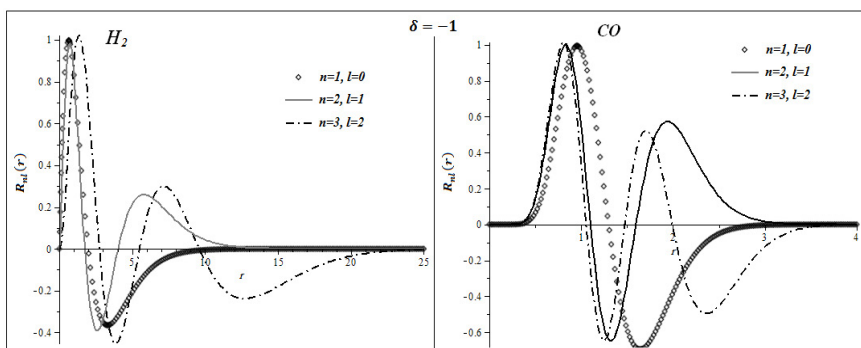 δ = −1
H2
n=1, l=0
n=2, l=1
n=3, l=2
Rnl(r)
1
0.8
0.6
0.4
0.2
0
-0.2
-0.4
5
10
15
20
25
r
CO
n=1, l=0
n=2, l=1
n=3, l=2
Rnl(r)
1
0.8
0.6
0.4
0.2
0
-0.2
-0.4
-0.6
1
2
3
4
r